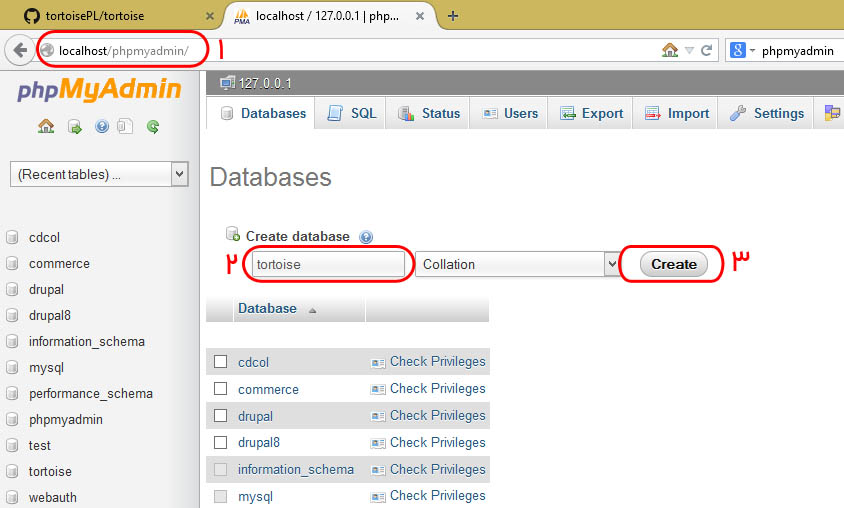 tortoisePL/tortoise
localhost / 127.0.0.1 | php...
localhost/phpmyadmin/ ۱
phpmyadmin
phpMyAdmin
127.0.0.1
Databases SQL Status Users Export Import Settings
(Recent tables) ...
Databases
Create database
۲ tortoise Collation Create ۳
Database
cdcol
commerce
drupal
drupal8
information_schema
mysql
performance_schema
phpmyadmin
test
tortoise
webauth
cdcol Check Privileges
commerce Check Privileges
drupal Check Privileges
drupal8 Check Privileges
information_schema Check Privileges
mysql Check Privileges